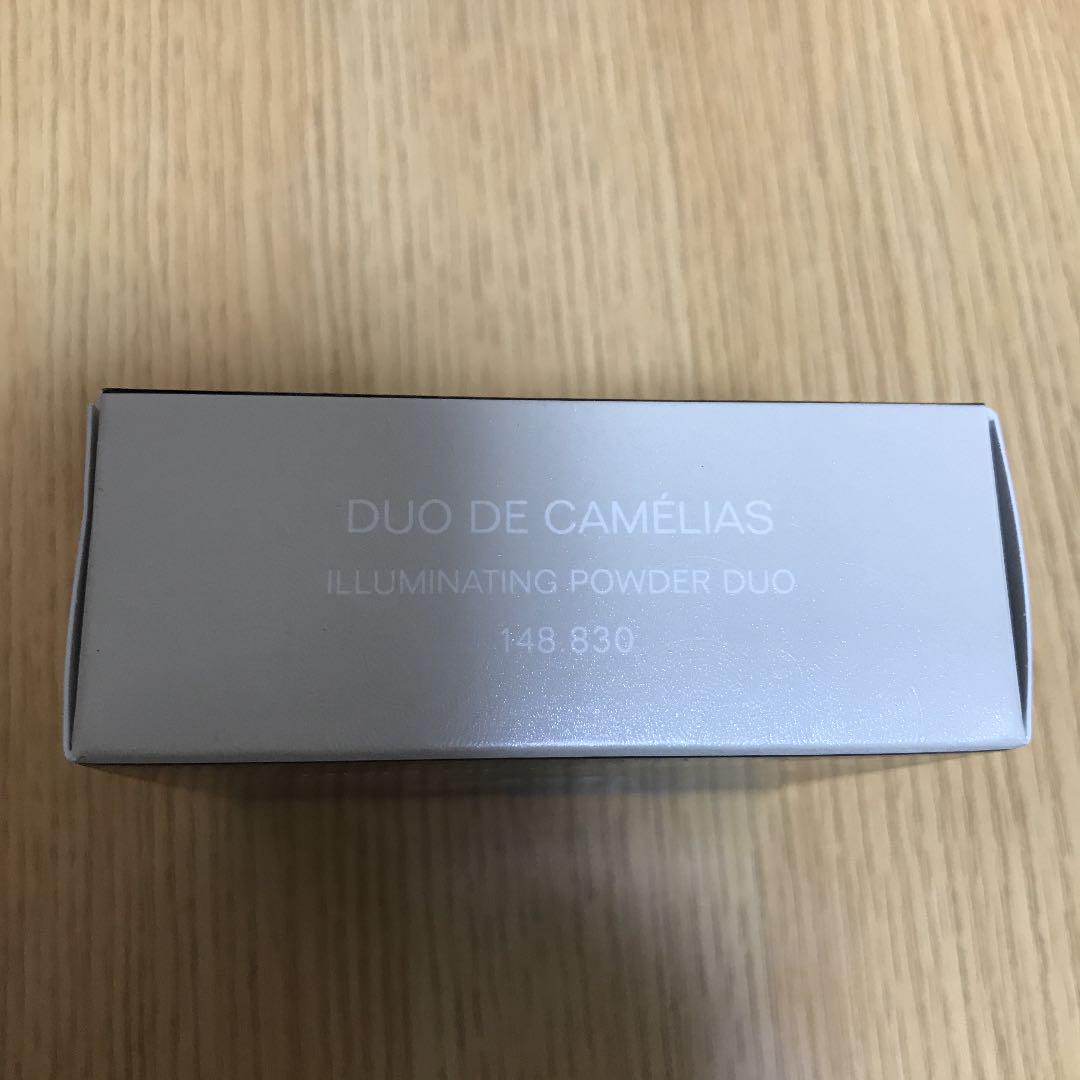 DUO DE CAMÉLIAS
ILLUMINATING POWDER DUO
148.830